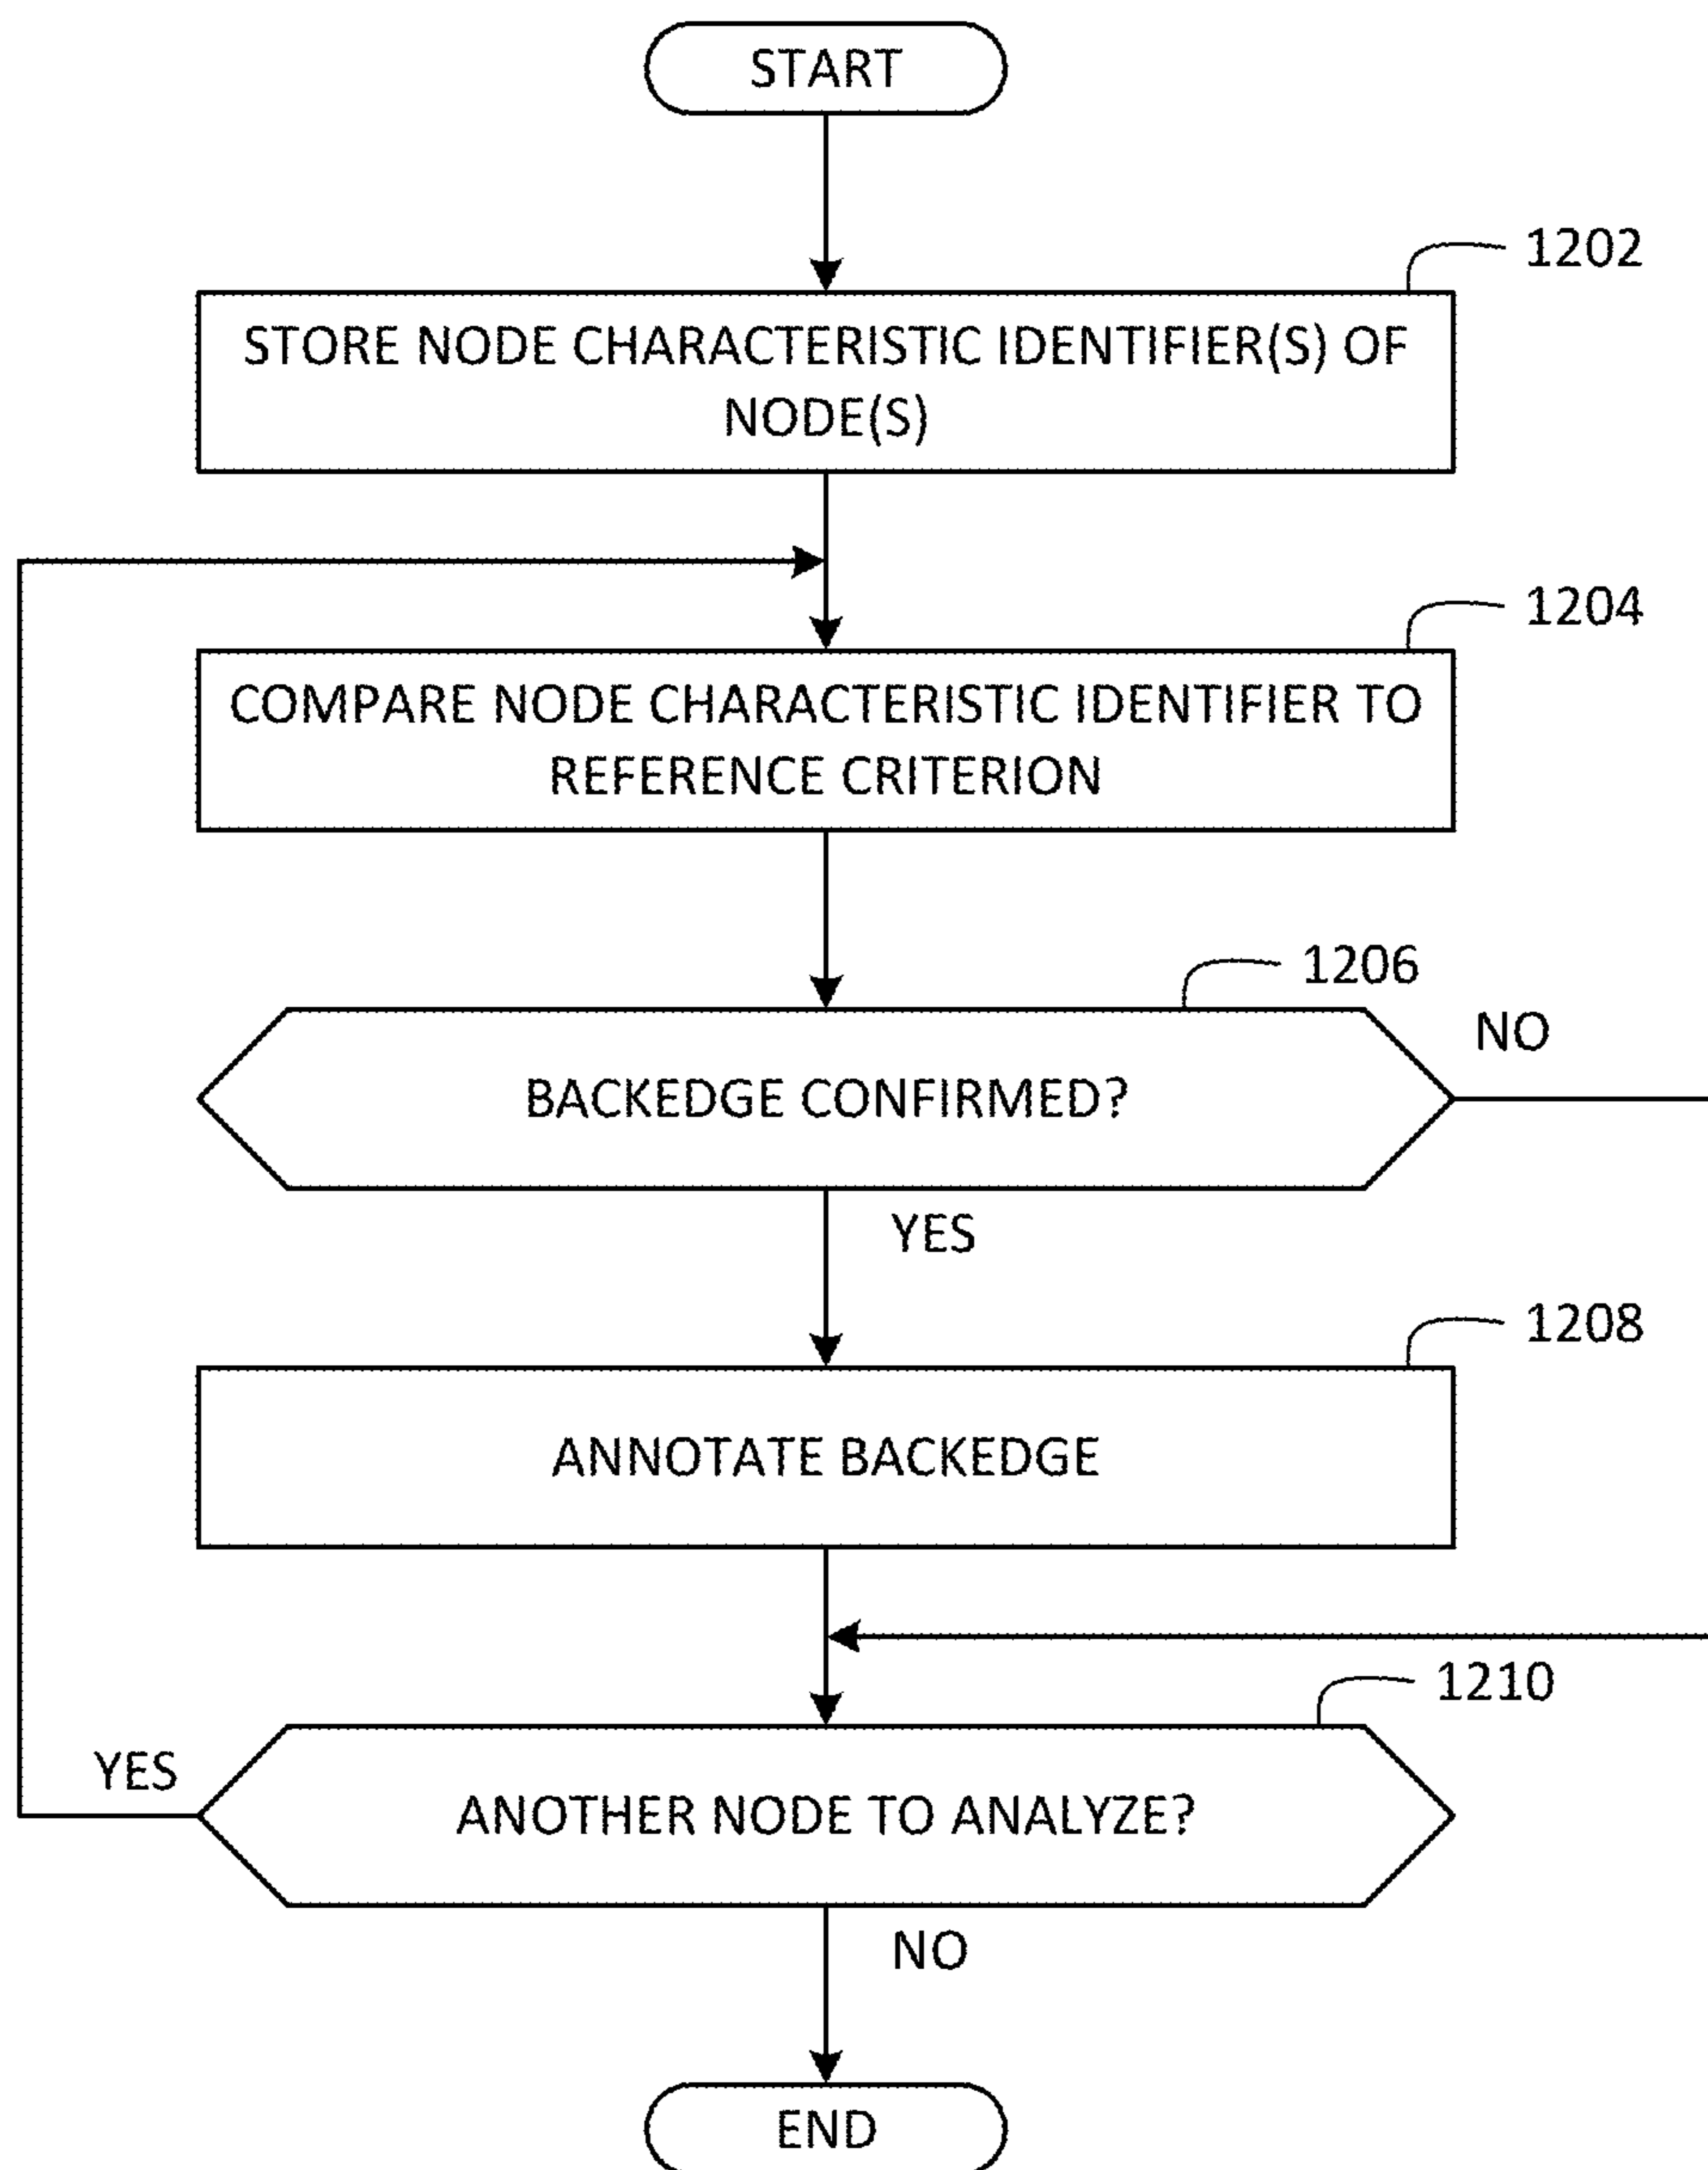 START
1202
STORE NODE CHARACTERISTIC IDENTIFIER(S) OF
NODE(S)
1204
COMPARE NODE CHARACTERISTIC IDENTIFIER TO
REFERENCE CRITERION
1206
NO
BACKEDGE CONFIRMED?
YES
1208
ANNOTATE BACKEDGE
1210
YES
ANOTHER NODE TO ANALYZE?
NO
END